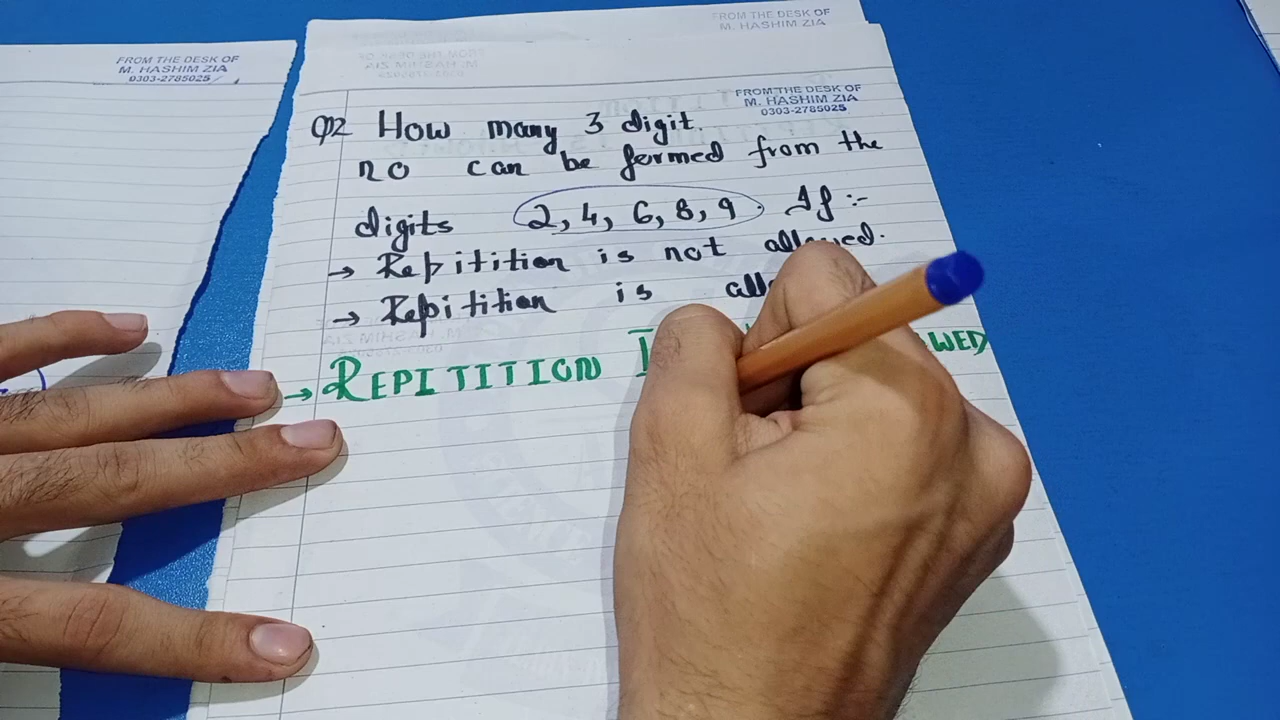 FROM THE DESK OF
M. HASHIM ZIA
FROM THE DESK OF
M. HASHIM ZIA
0303-2785025
FROM THE DESK OF
M. HASHIM ZIA
0303-2785025
Q2 How many 3 digit
no can be formed from the
digits 2, 4, 6, 8, 9. If :-
→ Repitition is not allowed.
→ Repitition is
→ REPITITION